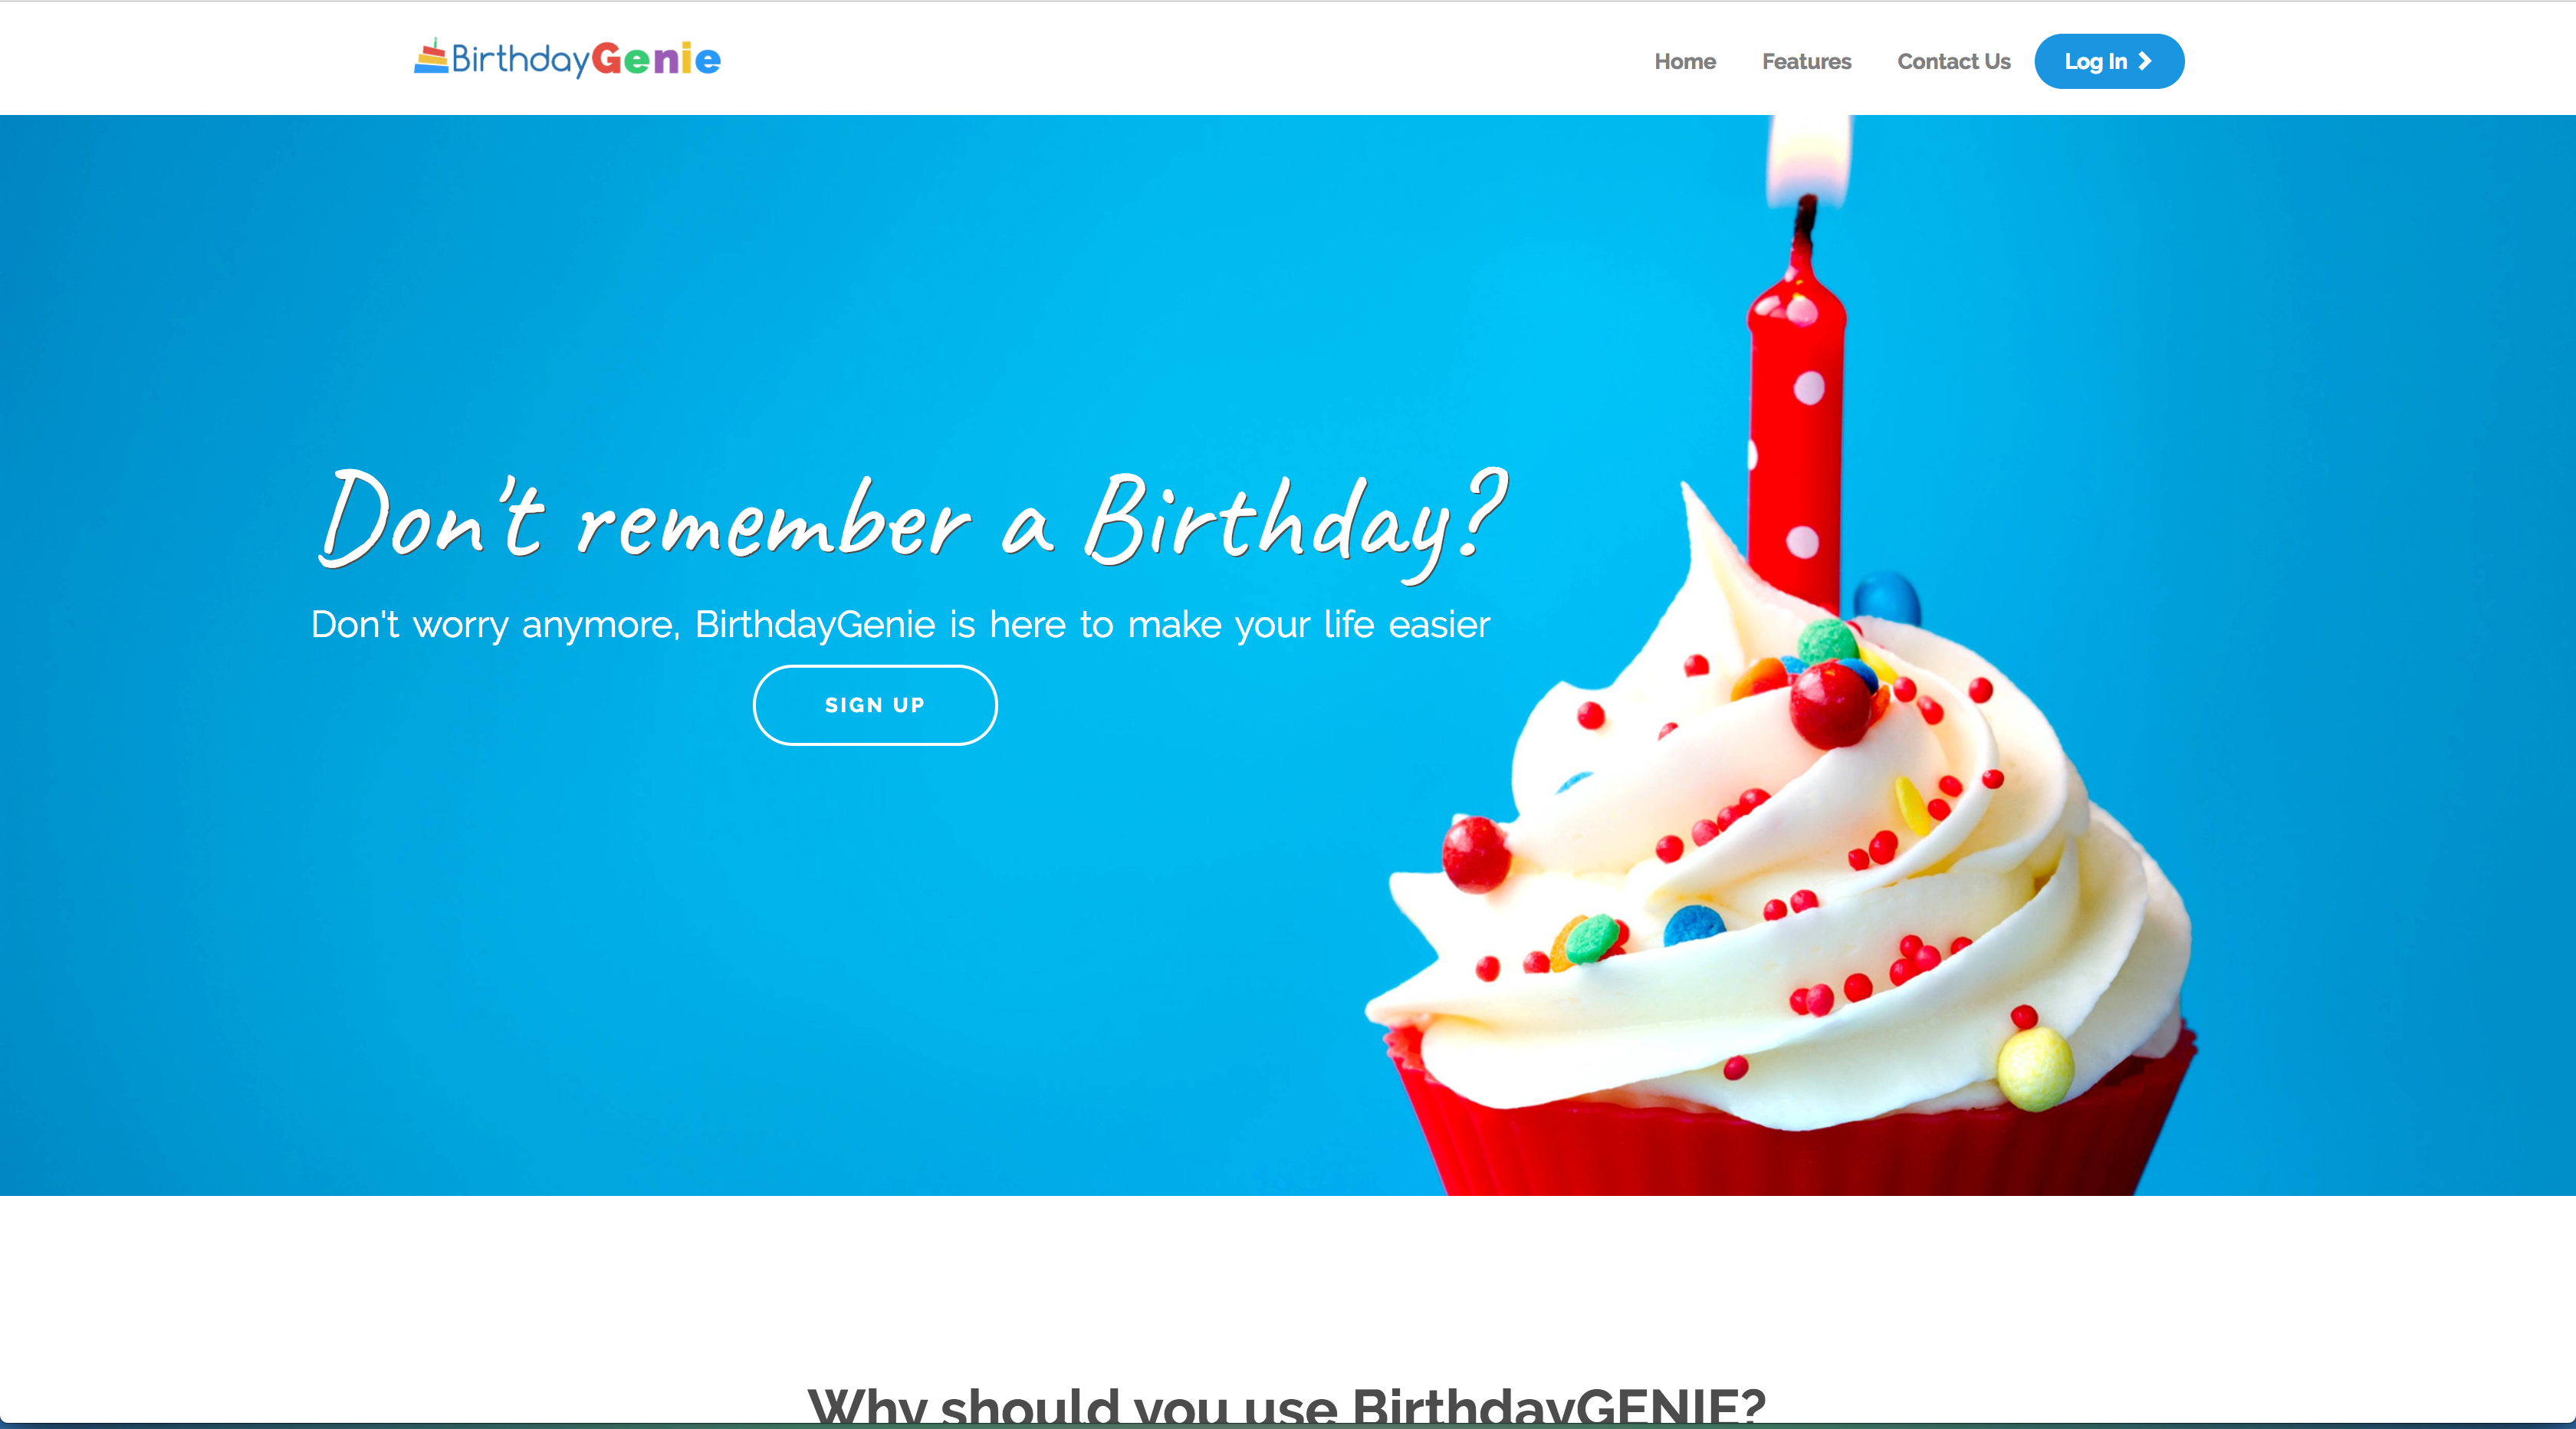 BirthdayGenie
Home Features Contact Us Log In
Don't remember a Birthday?
Don't worry anymore, BirthdayGenie is here to make your life easier
SIGN UP
Why should you use BirthdayGENIE?